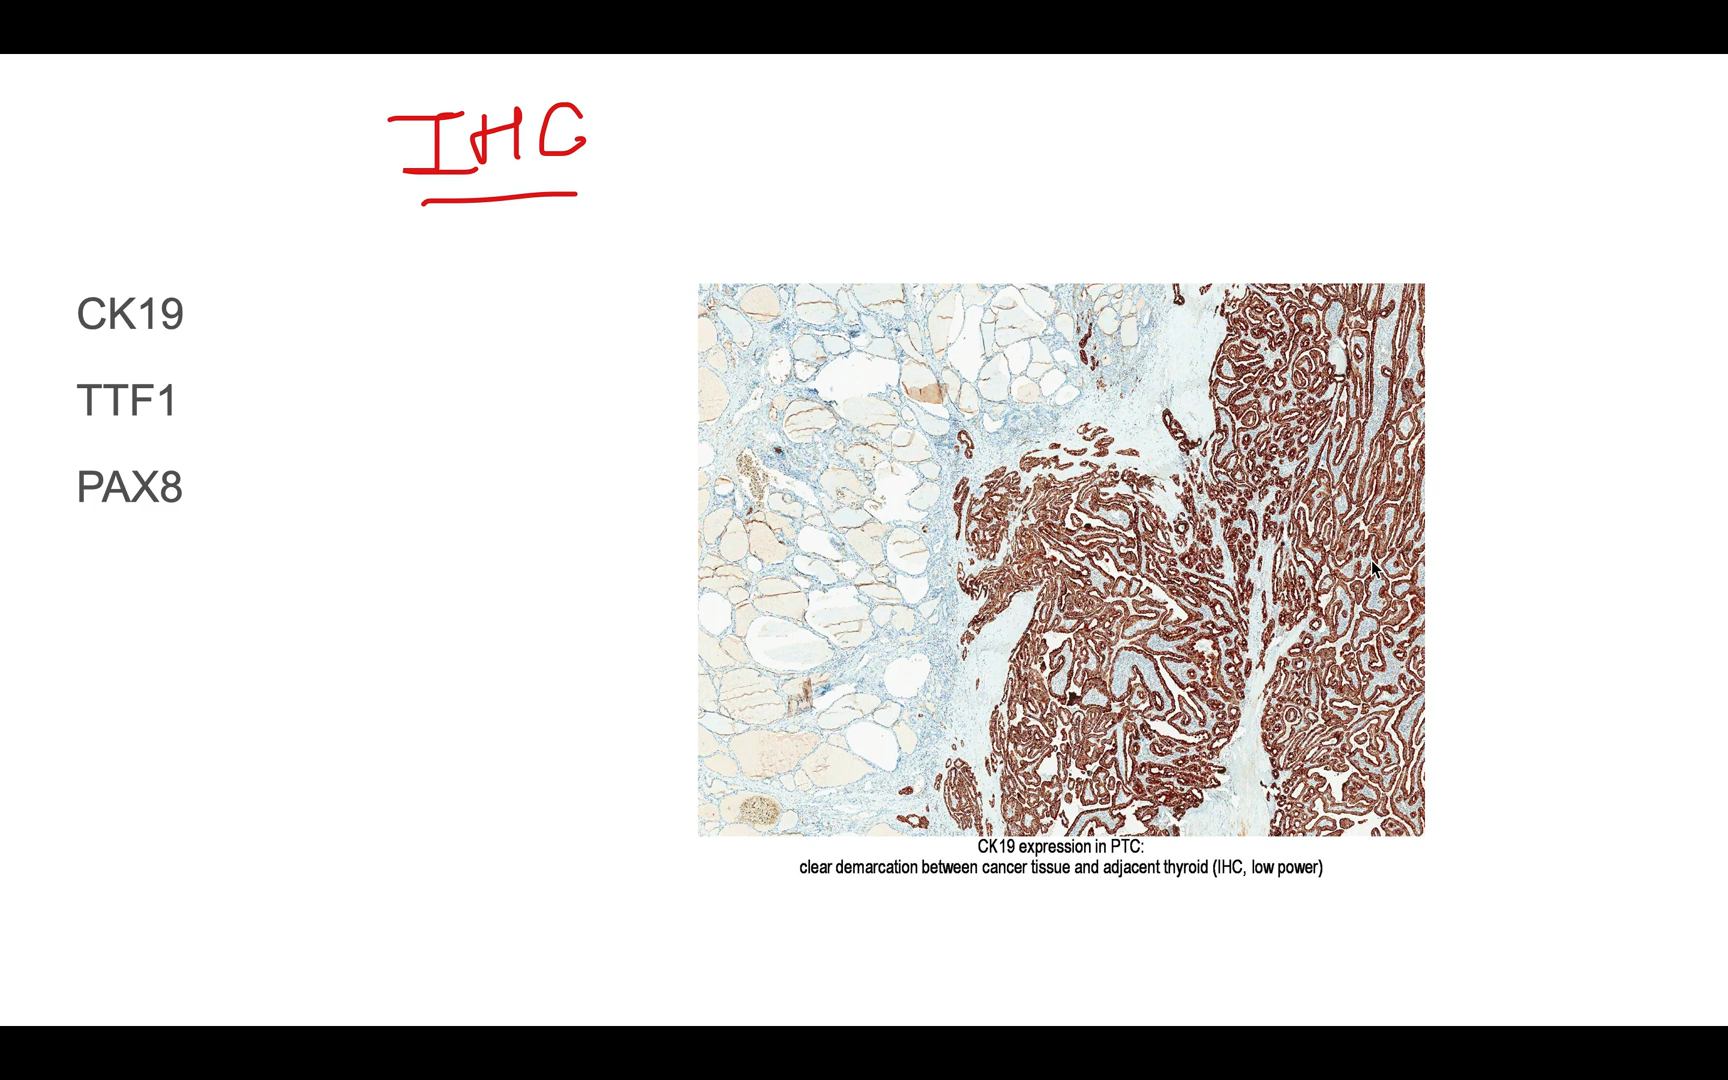 IHC
CK19
TTF1
PAX8
CK19 expression in PTC:
clear demarcation between cancer tissue and adjacent thyroid (IHC, low power)